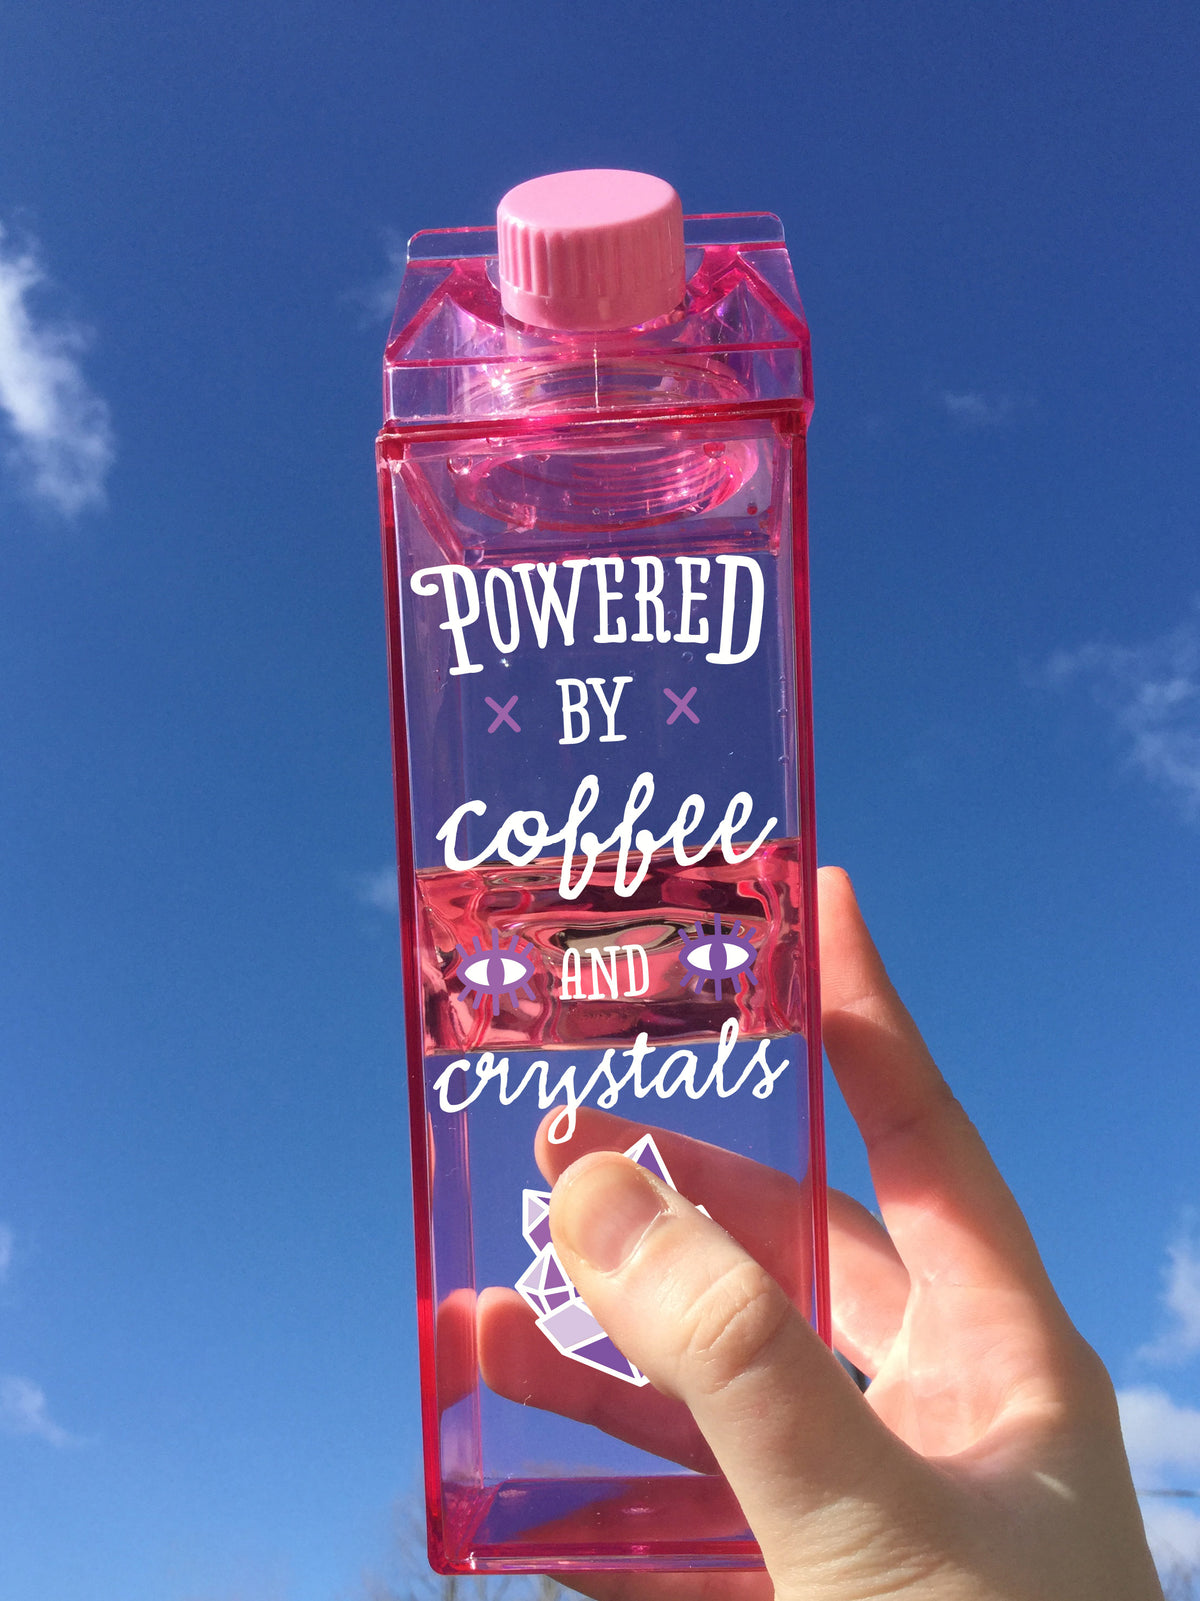 POWERED
BY
coffee
AND
crystals